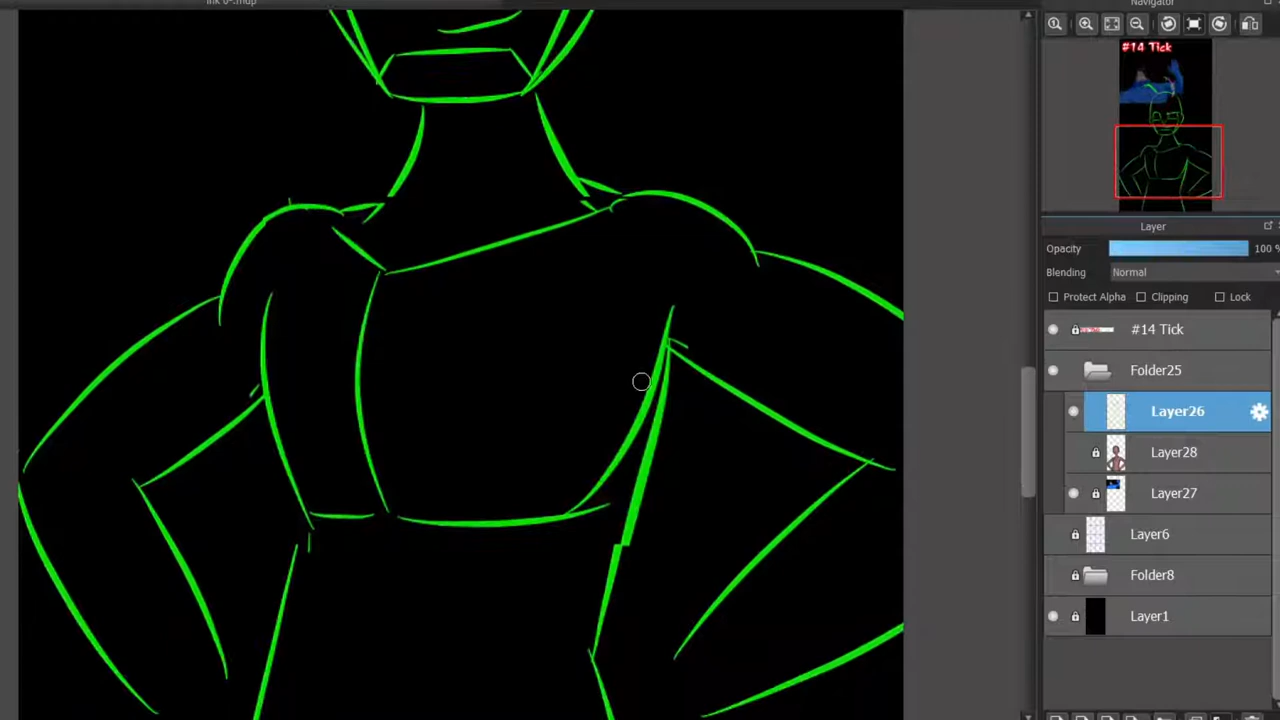 Navigator
#14 Tick
Layer
Opacity 100 %
Blending Normal
Protect Alpha Clipping Lock
#14 Tick
Folder25
Layer26
Layer28
Layer27
Layer6
Folder8
Layer1